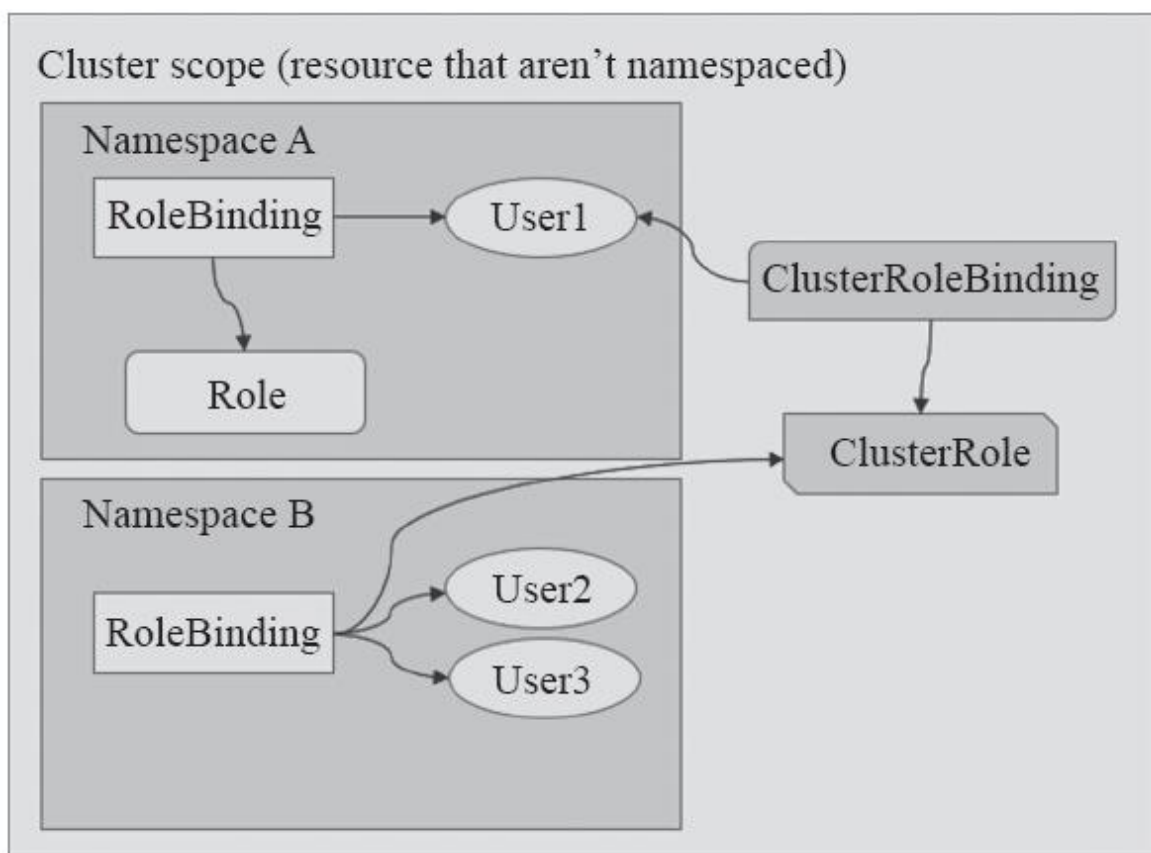 Cluster scope (resource that aren’t namespaced)
Namespace A
RoleBinding
User1
ClusterRoleBinding
Role
ClusterRole
Namespace B
RoleBinding
User2
User3